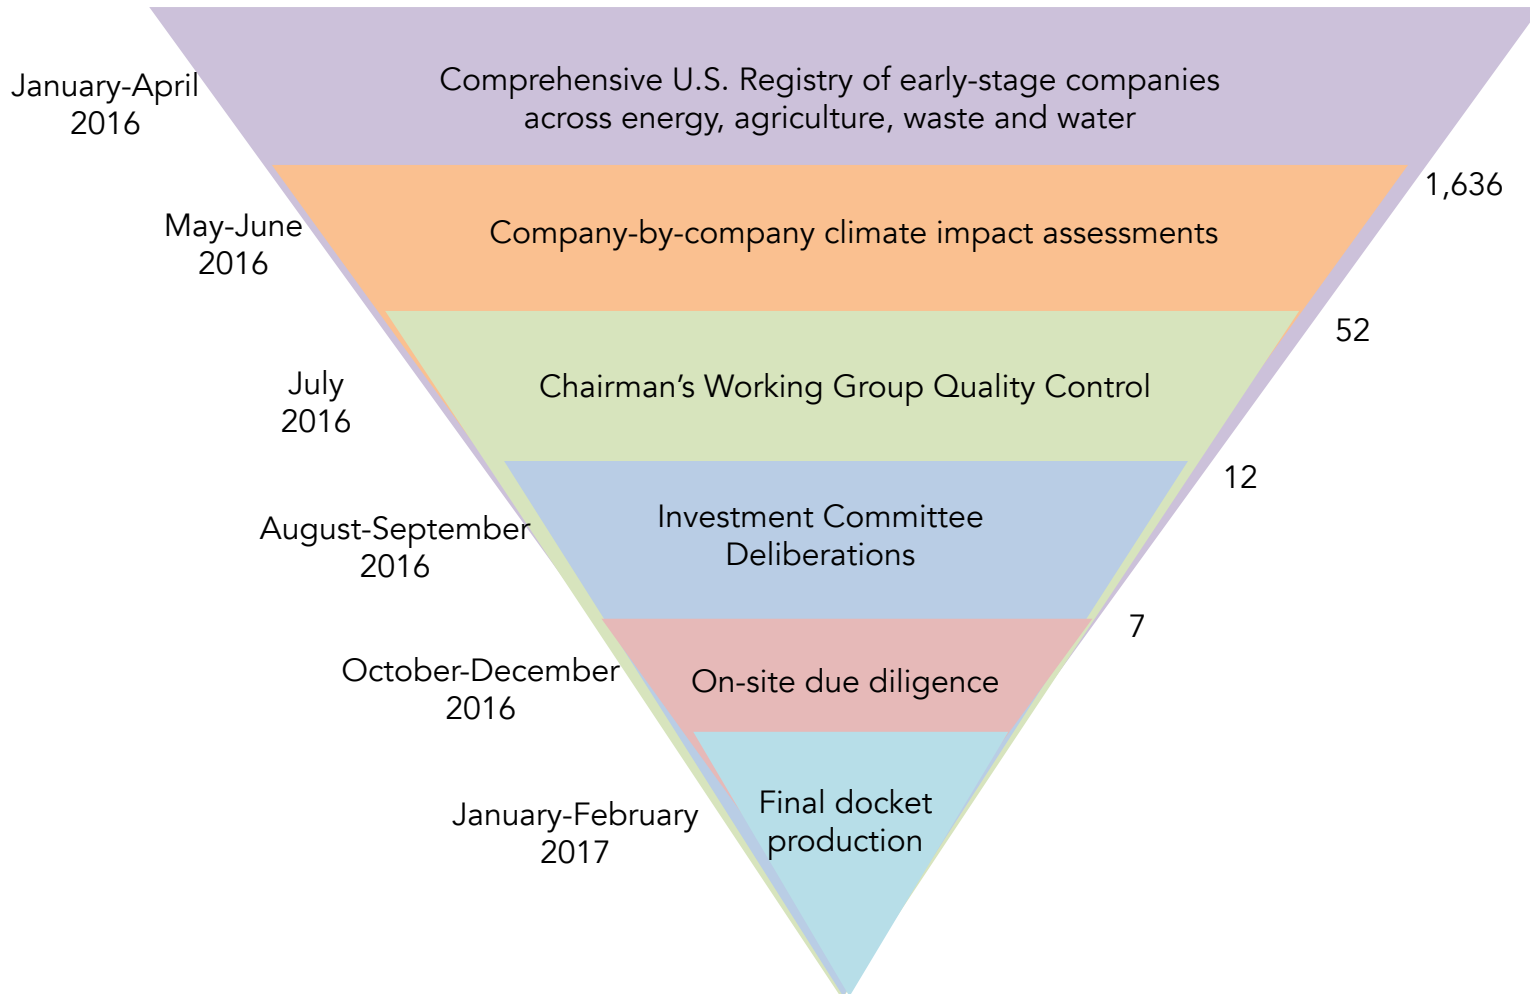 January-April
2016
Comprehensive U.S. Registry of early-stage companies
across energy, agriculture, waste and water
1,636
May-June
2016
Company-by-company climate impact assessments
52
July
2016
Chairman’s Working Group Quality Control
12
August-September
2016
Investment Committee
Deliberations
7
October-December
2016
On-site due diligence
January-February
2017
Final docket
production